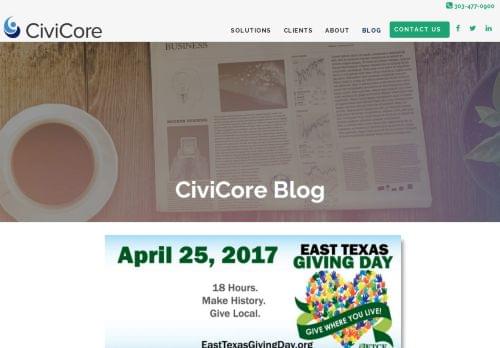 303-477-0900
CiviCore
SOLUTIONS CLIENTS ABOUT BLOG CONTACT US
BUSINESS
CiviCore Blog
April 25, 2017
18 Hours.
Make History.
Give Local.
EastTexasGivingDay.org
EAST TEXAS
GIVING DAY
GIVE WHERE YOU LIVE!
ETCF